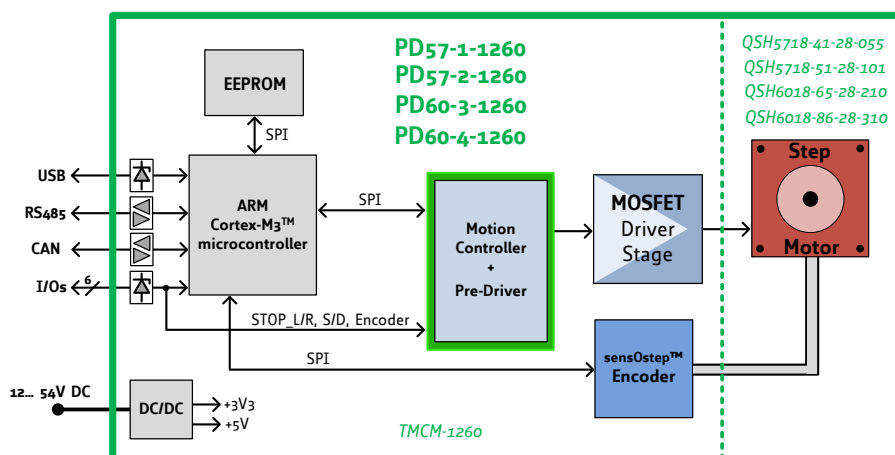 PD57-1-1260
PD57-2-1260
PD60-3-1260
PD60-4-1260
QSH5718-41-28-055
QSH5718-51-28-101
QSH6018-65-28-210
QSH6018-86-28-310
EEPROM
SPI
USB
RS485
CAN
I/Os
6
ARM
Cortex-M3™
microcontroller
SPI
Motion
Controller
+
Pre-Driver
MOSFET
Driver
Stage
Step
Motor
STOP_L/R, S/D, Encoder
SPI
sensOstep™
Encoder
12... 54V DC
DC/DC
+3V3
+5V
TMCM-1260